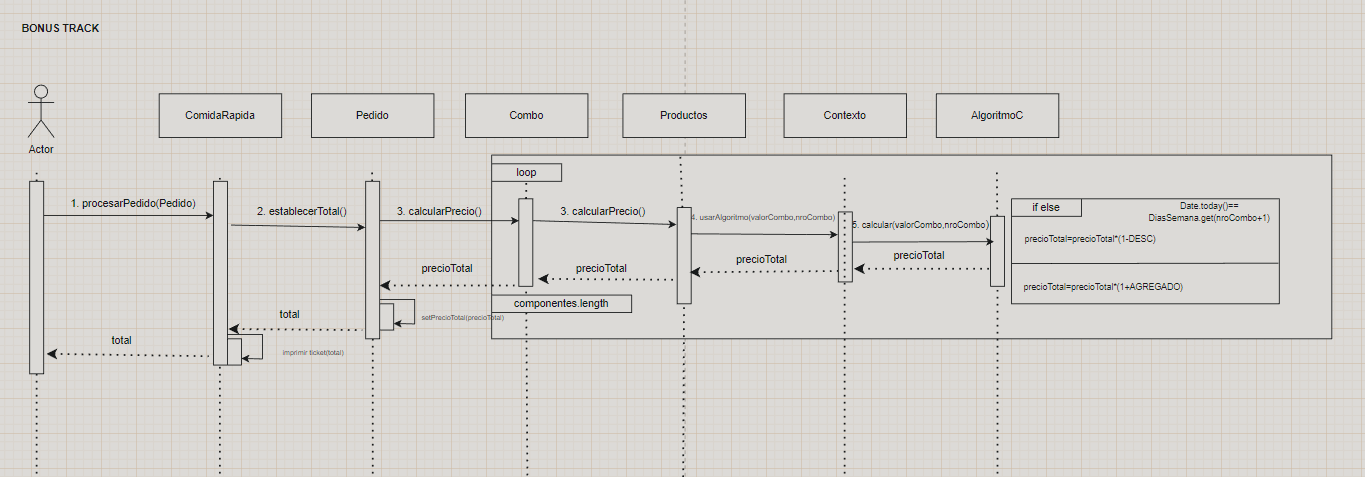 BONUS TRACK
Actor
ComidaRapida
Pedido
Combo
Productos
Contexto
AlgoritmoC
loop
1. procesarPedido(Pedido)
2. establecerTotal()
3. calcularPrecio()
3. calcularPrecio()
4. usarAlgoritmo(valorCombo,nroCombo)
5. calcular(valorCombo,nroCombo)
if else
Date.today()==
DiasSemana.get(nroCombo+1)
precioTotal=precioTotal*(1-DESC)
precioTotal=precioTotal*(1+AGREGADO)
precioTotal
precioTotal
precioTotal
precioTotal
componentes.length
setPrecioTotal(precioTotal)
total
imprimir ticket(total)
total